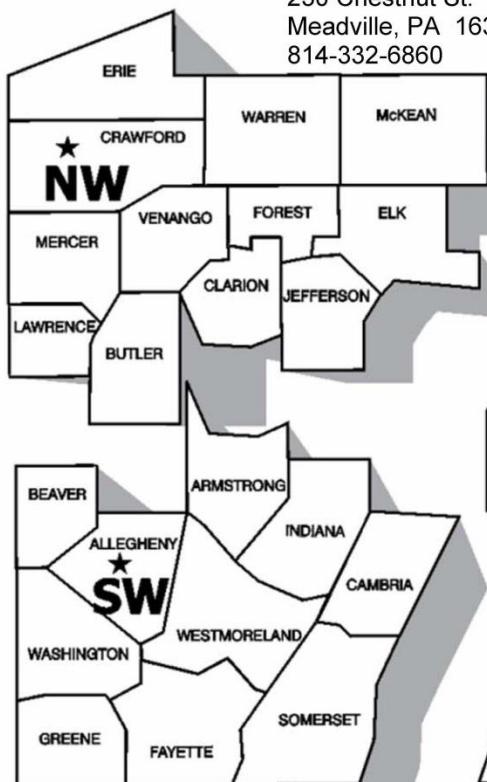 Meadville, PA 163
814-332-6860
ERIE
WARREN
McKEAN
CRAWFORD
NW
VENANGO
FOREST
ELK
MERCER
CLARION
JEFFERSON
LAWRENCE
BUTLER
ARMSTRONG
BEAVER
INDIANA
ALLEGHENY
CAMBRIA
SW
WESTMORELAND
WASHINGTON
SOMERSET
GREENE
FAYETTE